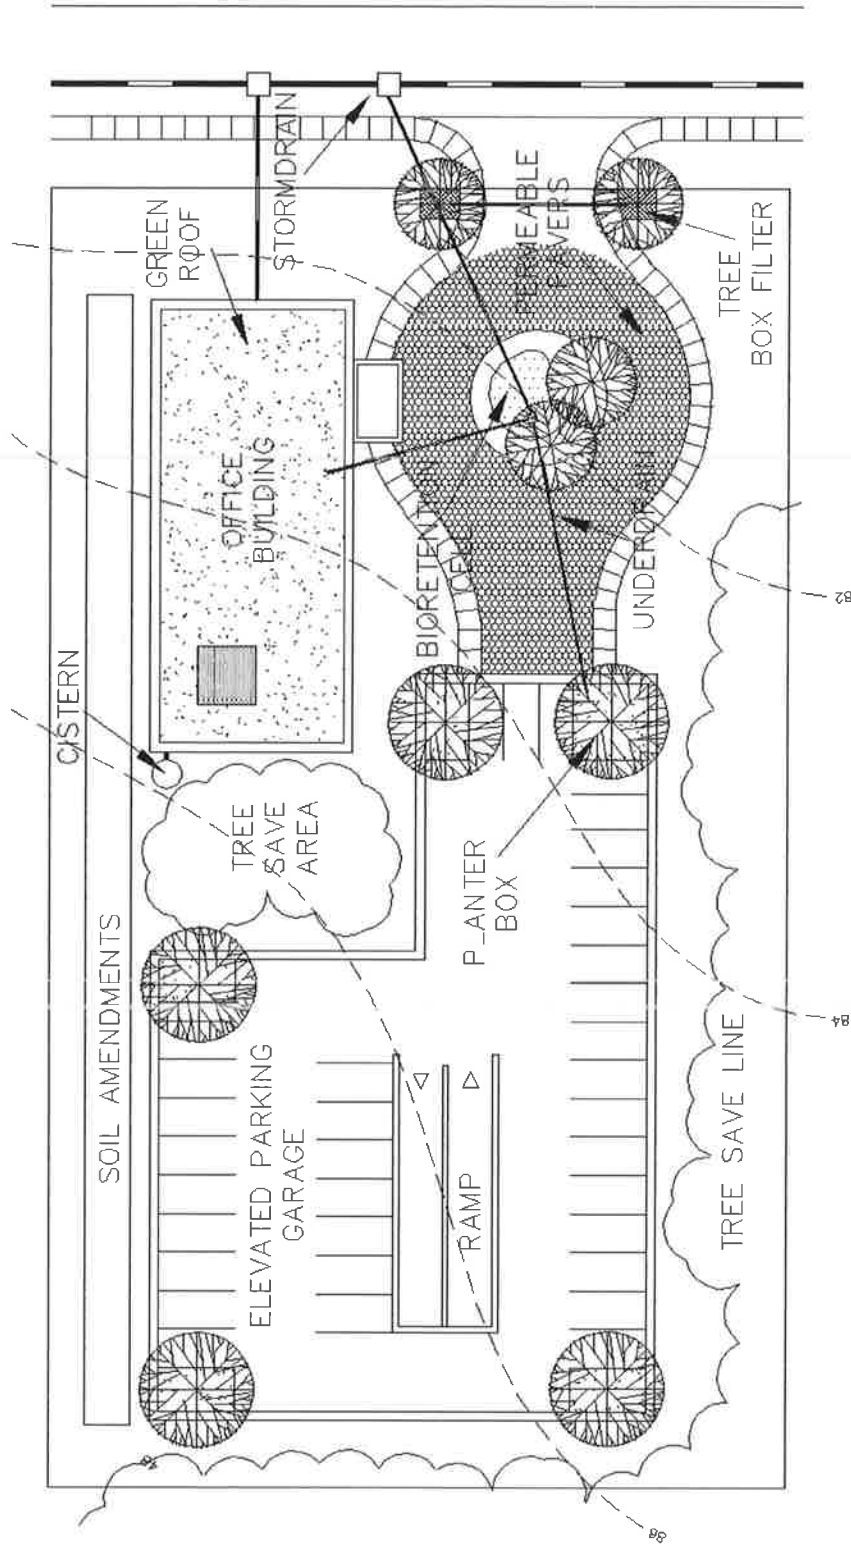 STORMDRAIN
GREEN
ROOF
PERMEABLE
PAVERS
TREE
BOX FILTER
OFFICE
BUILDING
BIORETENTION
CELL
UNDERDRAIN
82
CISTERN
TREE
SAVE
AREA
P_ANTER
BOX
SOIL AMENDMENTS
84
ELEVATED PARKING
GARAGE
RAMP
TREE SAVE LINE
86